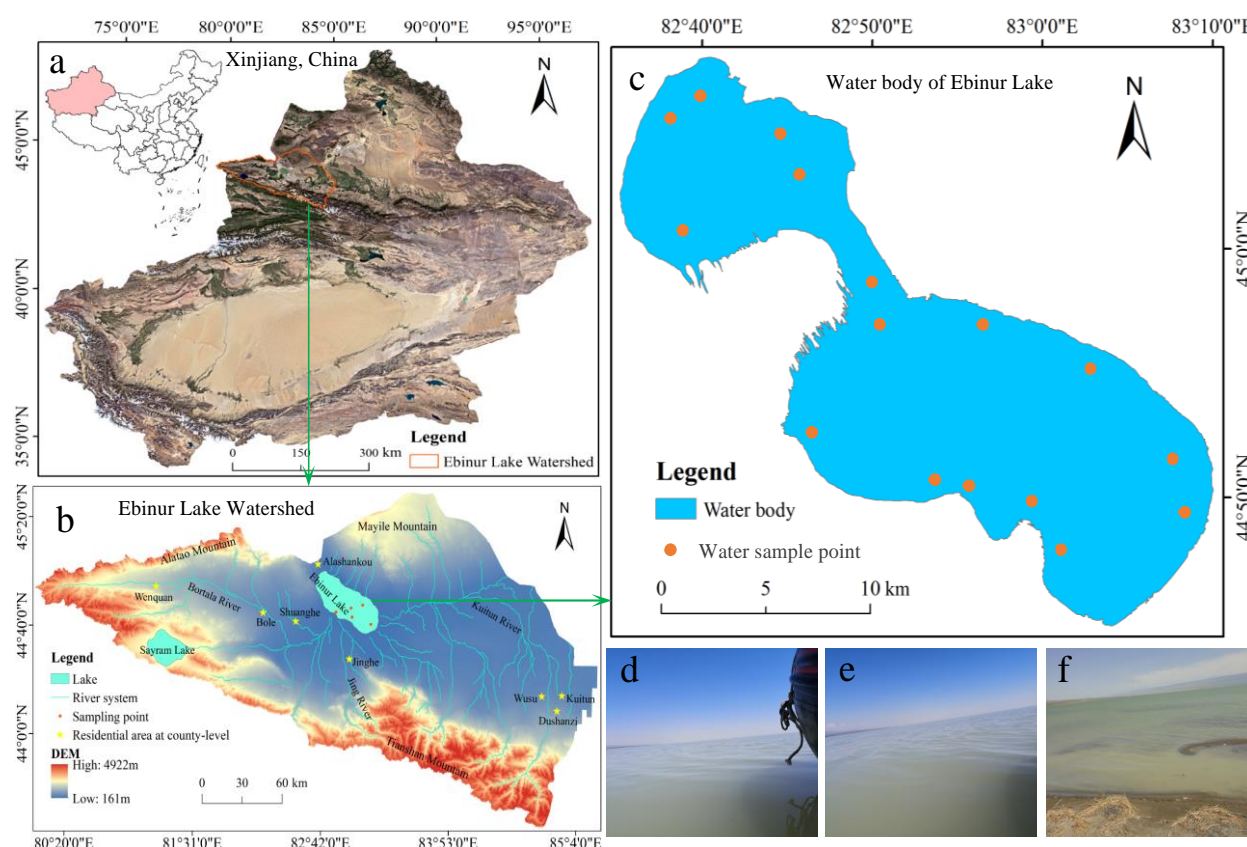 75°0'0"E 80°0'0"E 85°0'0"E 90°0'0"E 95°0'0"E
45°0'0"N
40°0'0"N
35°0'0"N
a
Xinjiang, China
N
Legend
Ebinur Lake Watershed
0 150 300 km
b
Ebinur Lake Watershed
N
45°20'0"N
44°40'0"N
44°0'0"N
Mayile Mountain
Alatao Mountain
Alashankou
Ebinur Lake
Wenquan
Bortala River
Shuanghe
Bole
Kuitun River
Sayram Lake
Jinghe
Jing River
Wusu
Kuitun
Dushanzi
Tianshan Mountain
Legend
Lake
River system
Sampling point
Residential area at county-level
DEM
High: 4922m
Low: 161m
0 30 60 km
80°20'0"E 81°31'0"E 82°42'0"E 83°53'0"E 85°4'0"E
82°40'0"E 82°50'0"E 83°00'0"E 83°10'0"E
c
Water body of Ebinur Lake
N
45°0'0"N
44°50'0"N
Legend
Water body
Water sample point
0 5 10 km
d
e
f